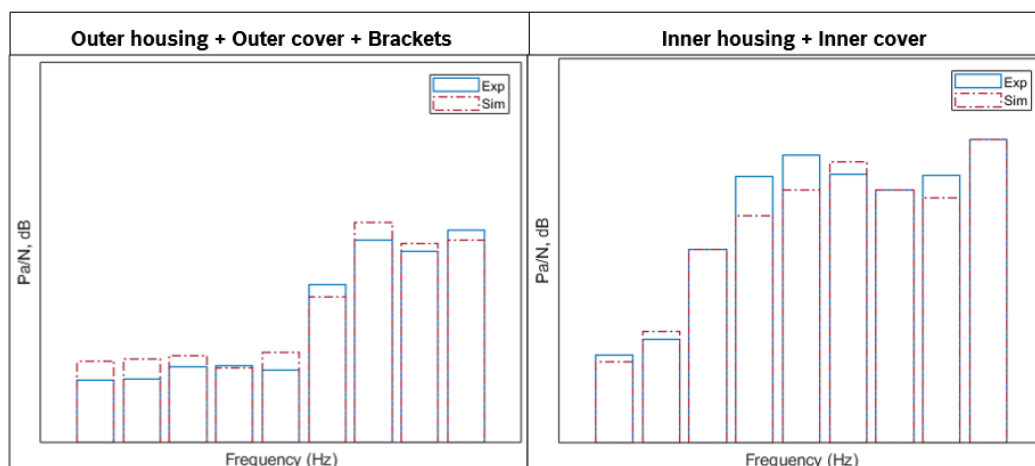 Outer housing + Outer cover + Brackets
Inner housing + Inner cover
Exp
Sim
Pa/N, dB
Frequency (Hz)
Exp
Sim
Pa/N, dB
Frequency (Hz)